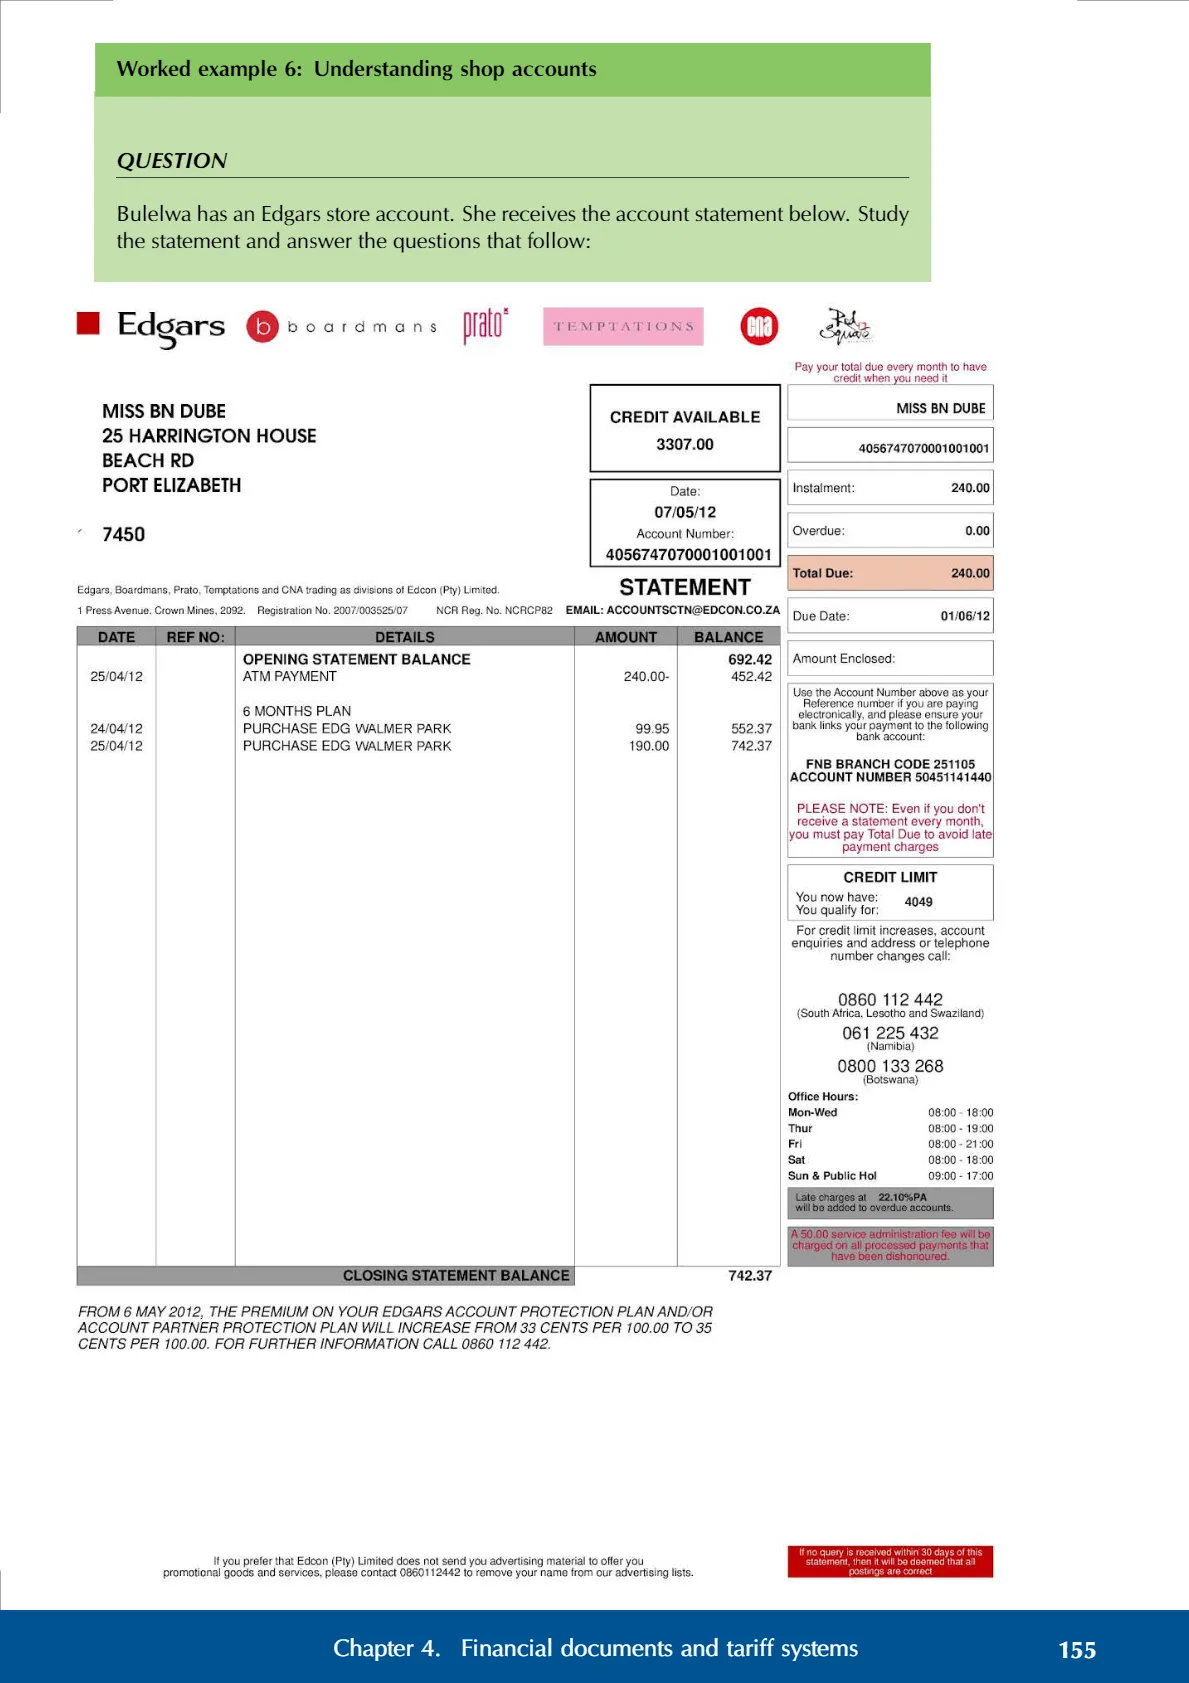 Worked example 6: Understanding shop accounts
QUESTION
Bulelwa has an Edgars store account. She receives the account statement below. Study
the statement and answer the questions that follow:
Edgars
b boardmans
prato
TEMPTATIONS
cna
Red Square
Pay your total due every month to have
credit when you need it
MISS BN DUBE
25 HARRINGTON HOUSE
BEACH RD
PORT ELIZABETH
7450
CREDIT AVAILABLE
3307.00
Date:
07/05/12
Account Number:
4056747070001001001
STATEMENT
MISS BN DUBE
4056747070001001001
Instalment: 240.00
Overdue: 0.00
Total Due: 240.00
Due Date: 01/06/12
Amount Enclosed:
Edgars, Boardmans, Prato, Temptations and CNA trading as divisions of Edcon (Pty) Limited.
1 Press Avenue, Crown Mines, 2092. Registration No. 2007/003525/07 NCR Reg. No. NCRCP82 EMAIL: ACCOUNTSCTN@EDCON.CO.ZA
DATE REF NO: DETAILS AMOUNT BALANCE
OPENING STATEMENT BALANCE 692.42
25/04/12 ATM PAYMENT 240.00- 452.42
6 MONTHS PLAN
24/04/12 PURCHASE EDG WALMER PARK 99.95 552.37
25/04/12 PURCHASE EDG WALMER PARK 190.00 742.37
CLOSING STATEMENT BALANCE 742.37
Use the Account Number above as your
Reference number if you are paying
electronically, and please ensure your
bank links your payment to the following
bank account:
FNB BRANCH CODE 251105
ACCOUNT NUMBER 50451141440
PLEASE NOTE: Even if you don't
receive a statement every month,
you must pay Total Due to avoid late
payment charges
CREDIT LIMIT
You now have: 4049
You qualify for:
For credit limit increases, account
enquiries and address or telephone
number changes call:
0860 112 442
(South Africa, Lesotho and Swaziland)
061 225 432
(Namibia)
0800 133 268
(Botswana)
Office Hours:
Mon-Wed 08:00 - 18:00
Thur 08:00 - 19:00
Fri 08:00 - 21:00
Sat 08:00 - 18:00
Sun & Public Hol 09:00 - 17:00
Late charges at 22.10%PA
will be added to overdue accounts.
A 50.00 service administration fee will be
charged on all processed payments that
have been dishonoured.
FROM 6 MAY 2012, THE PREMIUM ON YOUR EDGARS ACCOUNT PROTECTION PLAN AND/OR
ACCOUNT PARTNER PROTECTION PLAN WILL INCREASE FROM 33 CENTS PER 100.00 TO 35
CENTS PER 100.00. FOR FURTHER INFORMATION CALL 0860 112 442.
If you prefer that Edcon (Pty) Limited does not send you advertising material to offer you
promotional goods and services, please contact 0860112442 to remove your name from our advertising lists.
If no query is received within 30 days of this
statement, then it will be deemed that all
postings are correct
Chapter 4. Financial documents and tariff systems 155